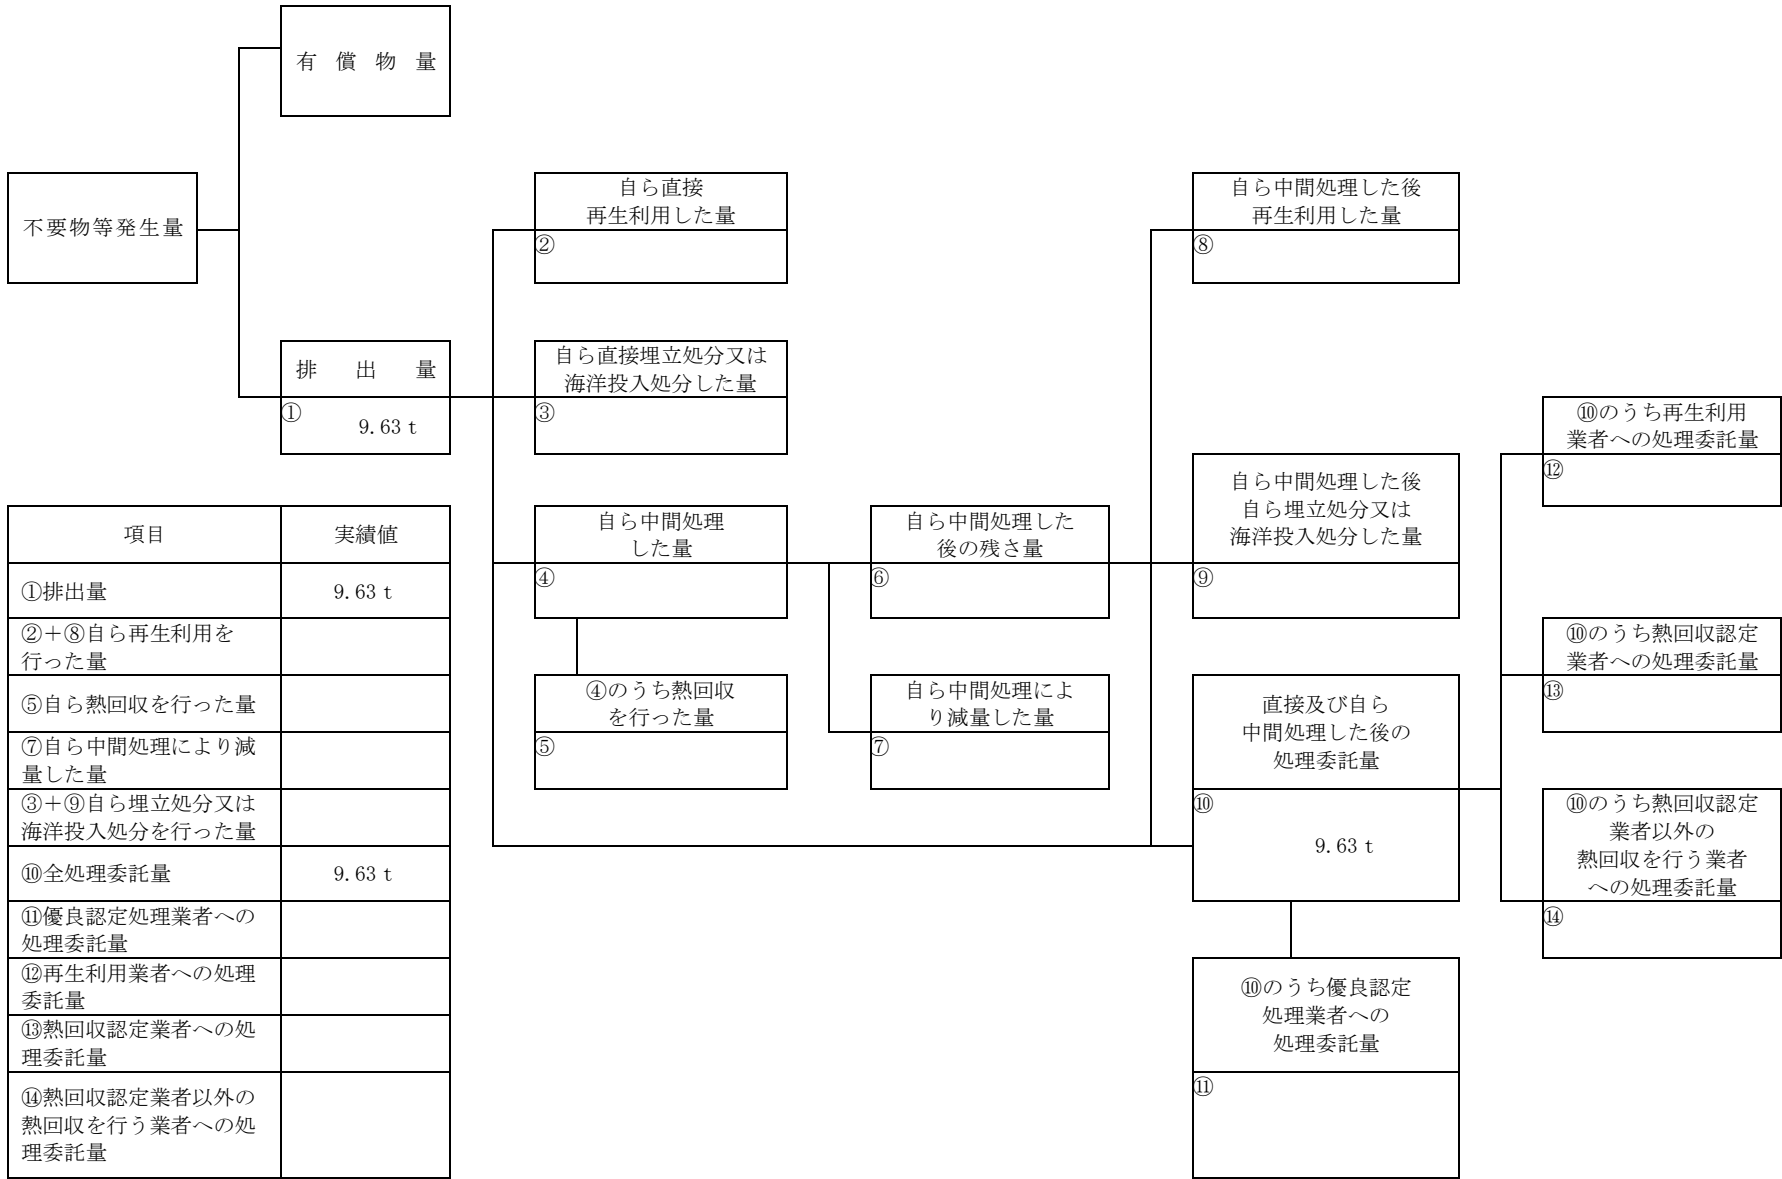 有償物量
不要物等発生量
自ら直接
再生利用した量
②
自ら中間処理した後
再生利用した量
⑧
排出量
①
9.63 t
自ら直接埋立処分又は
海洋投入処分した量
③
⑩のうち再生利用
業者への処理委託量
⑫
自ら中間処理
した量
④
自ら中間処理した
後の残さ量
⑥
自ら中間処理した後
自ら埋立処分又は
海洋投入処分した量
⑨
⑩のうち熱回収認定
業者への処理委託量
⑬
④のうち熱回収
を行った量
⑤
自ら中間処理によ
り減量した量
⑦
直接及び自ら
中間処理した後の
処理委託量
⑩
9.63 t
⑩のうち熱回収認定
業者以外の
熱回収を行う業者
への処理委託量
⑭
⑩のうち優良認定
処理業者への
処理委託量
⑪
項目 実績値
①排出量 9.63 t
②＋⑧自ら再生利用を
行った量
⑤自ら熱回収を行った量
⑦自ら中間処理により減
量した量
③＋⑨自ら埋立処分又は
海洋投入処分を行った量
⑩全処理委託量 9.63 t
⑪優良認定処理業者への
処理委託量
⑫再生利用業者への処理
委託量
⑬熱回収認定業者への処
理委託量
⑭熱回収認定業者以外の
熱回収を行う業者への処
理委託量